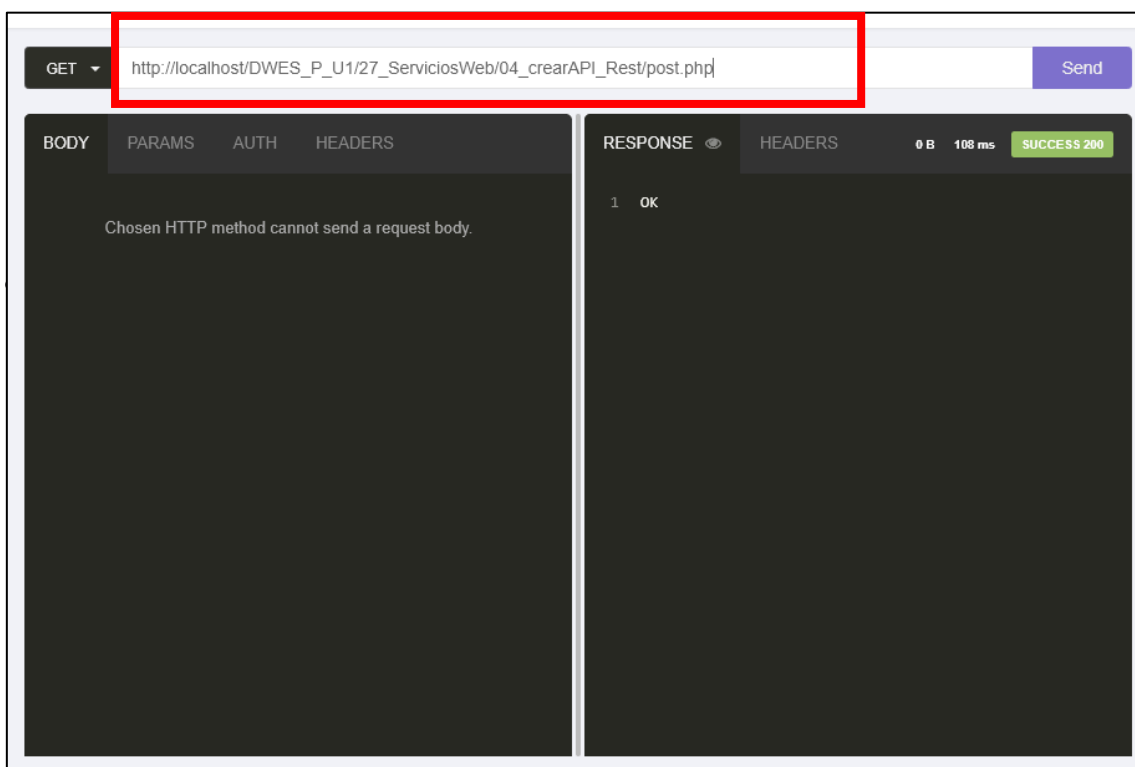 GET http://localhost/DWES_P_U1/27_ServiciosWeb/04_crearAPI_Rest/post.php Send
BODY PARAMS AUTH HEADERS
RESPONSE HEADERS 0 B 108 ms SUCCESS 200
1 OK
Chosen HTTP method cannot send a request body.